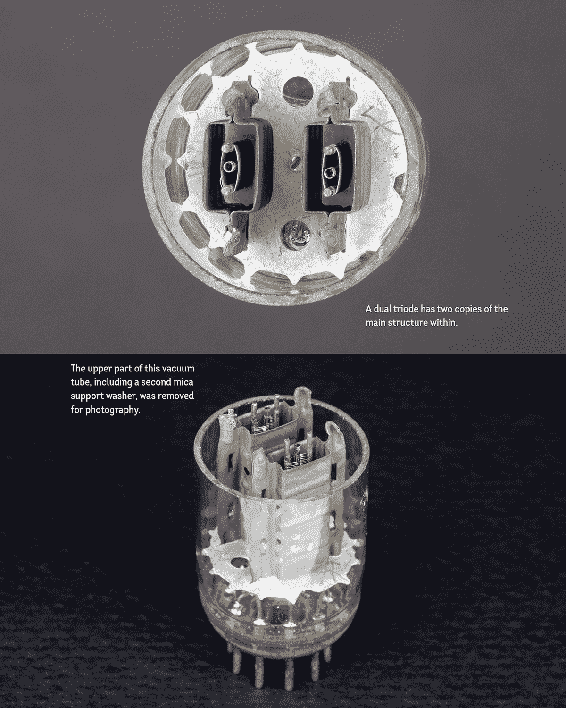 A dual triode has two copies of the
main structure within.
The upper part of this vacuum
tube, including a second mica
support washer, was removed
for photography.